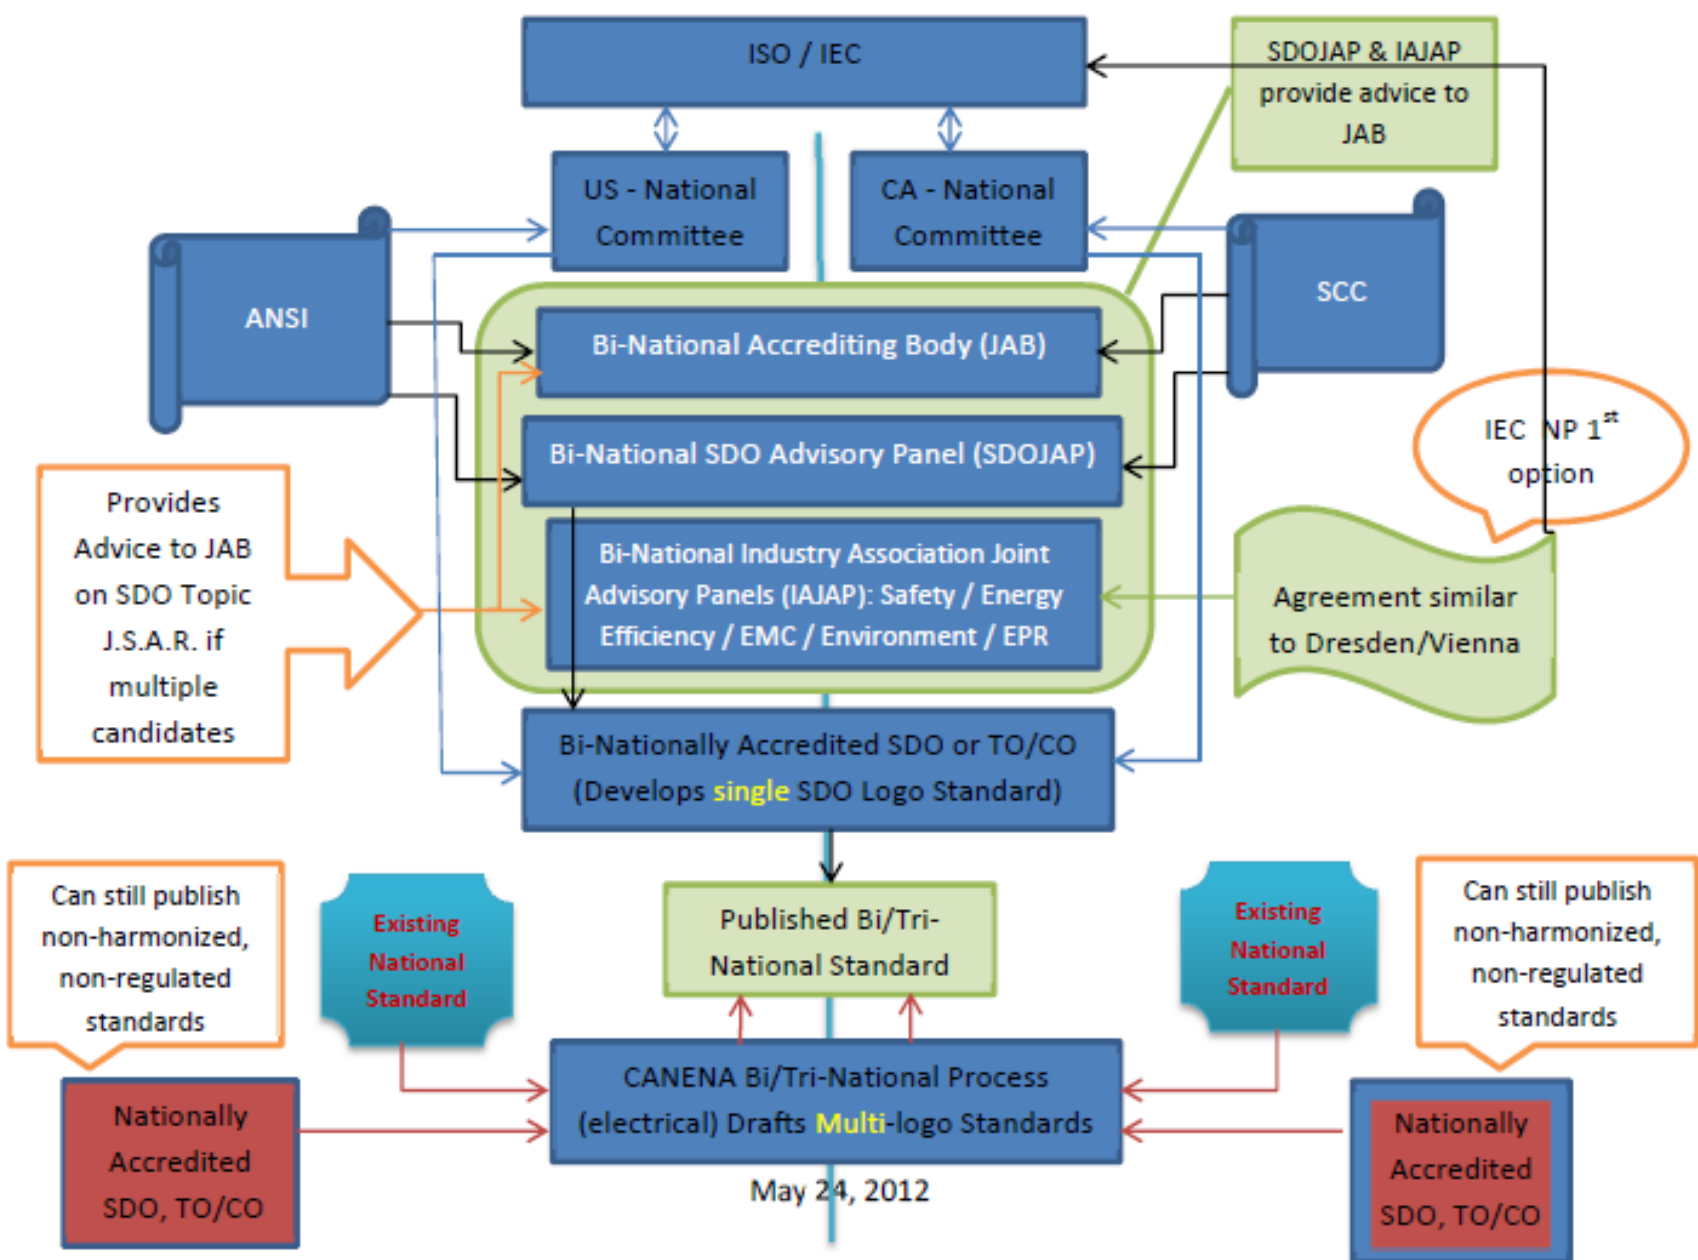 ISO / IEC
SDOJAP & IAJAP
provide advice to
JAB
US - National
Committee
CA - National
Committee
ANSI
SCC
Bi-National Accrediting Body (JAB)
IEC NP 1st
option
Bi-National SDO Advisory Panel (SDOJAP)
Provides
Advice to JAB
on SDO Topic
J.S.A.R. if
multiple
candidates
Bi-National Industry Association Joint
Advisory Panels (IAJAP): Safety / Energy
Efficiency / EMC / Environment / EPR
Agreement similar
to Dresden/Vienna
Bi-Nationally Accredited SDO or TO/CO
(Develops single SDO Logo Standard)
Can still publish
non-harmonized,
non-regulated
standards
Existing
National
Standard
Published Bi/Tri-
National Standard
Existing
National
Standard
Can still publish
non-harmonized,
non-regulated
standards
Nationally
Accredited
SDO, TO/CO
CANENA Bi/Tri-National Process
(electrical) Drafts Multi-logo Standards
Nationally
Accredited
SDO, TO/CO
May 24, 2012